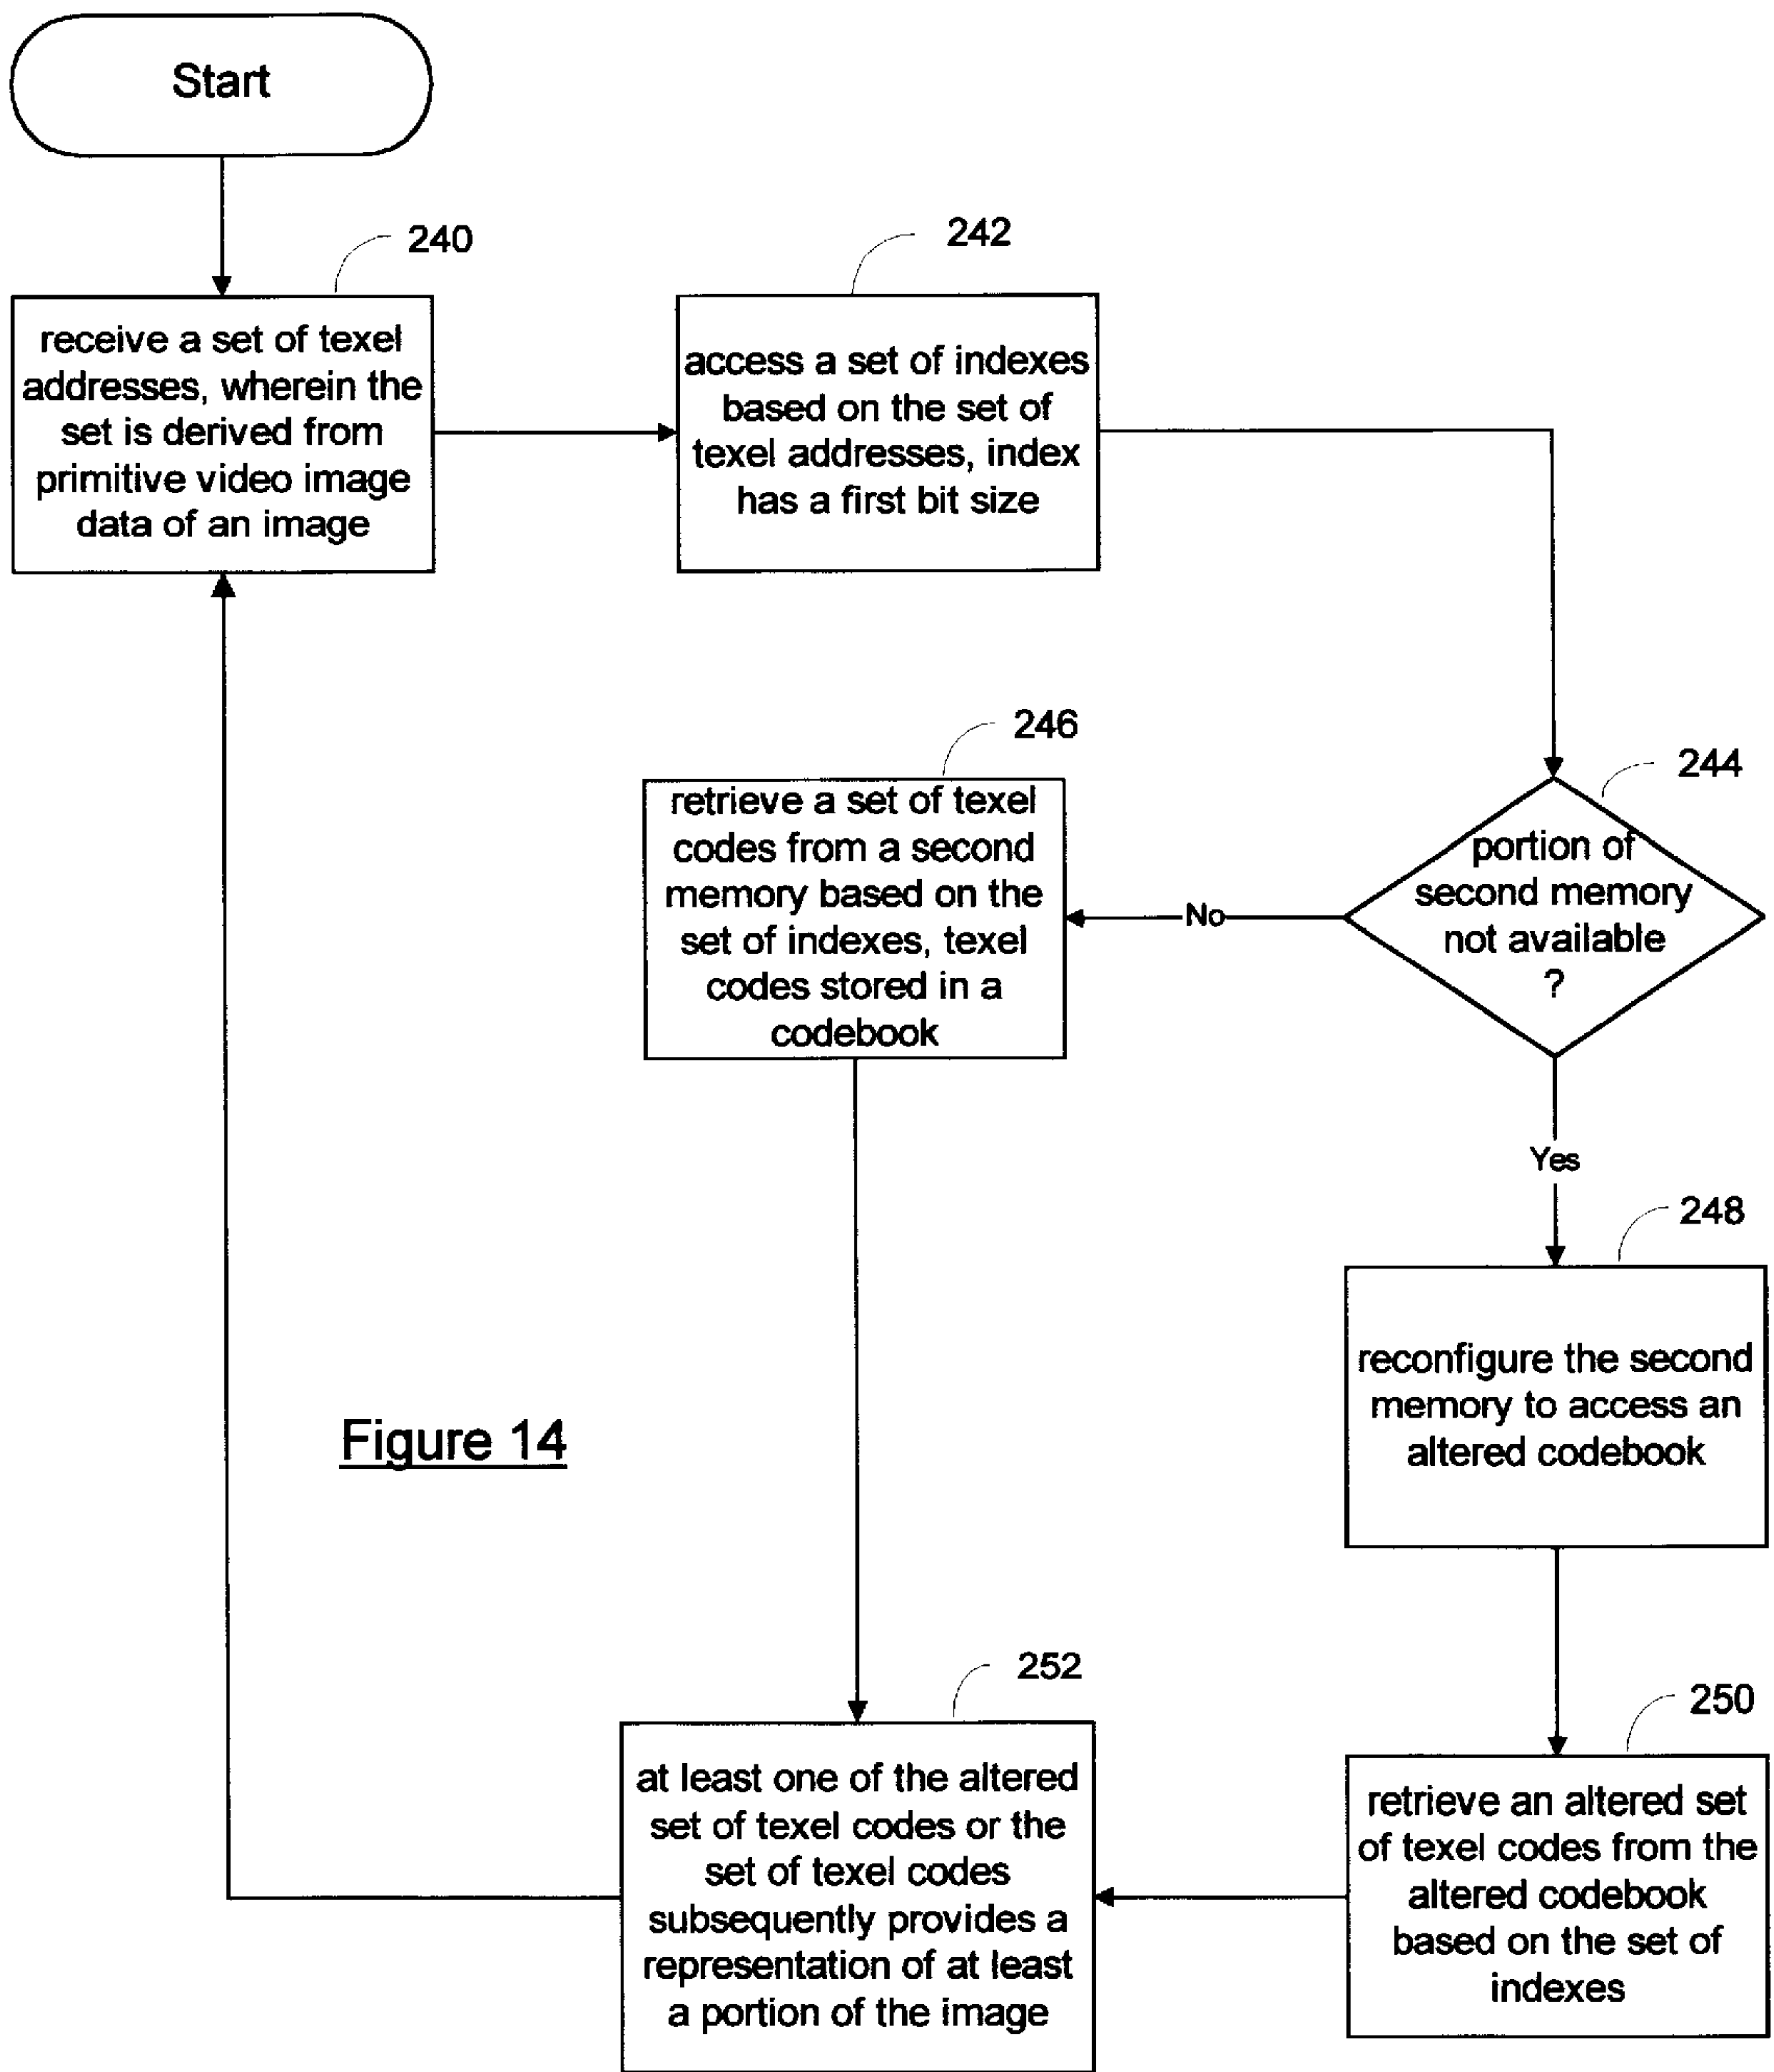 Start
240
receive a set of texel
addresses, wherein the
set is derived from
primitive video image
data of an image
242
access a set of indexes
based on the set of
texel addresses, index
has a first bit size
244
portion of
second memory
not available
?
No
246
retrieve a set of texel
codes from a second
memory based on the
set of indexes, texel
codes stored in a
codebook
Yes
248
reconfigure the second
memory to access an
altered codebook
Figure 14
250
retrieve an altered set
of texel codes from the
altered codebook
based on the set of
indexes
252
at least one of the altered
set of texel codes or the
set of texel codes
subsequently provides a
representation of at least
a portion of the image